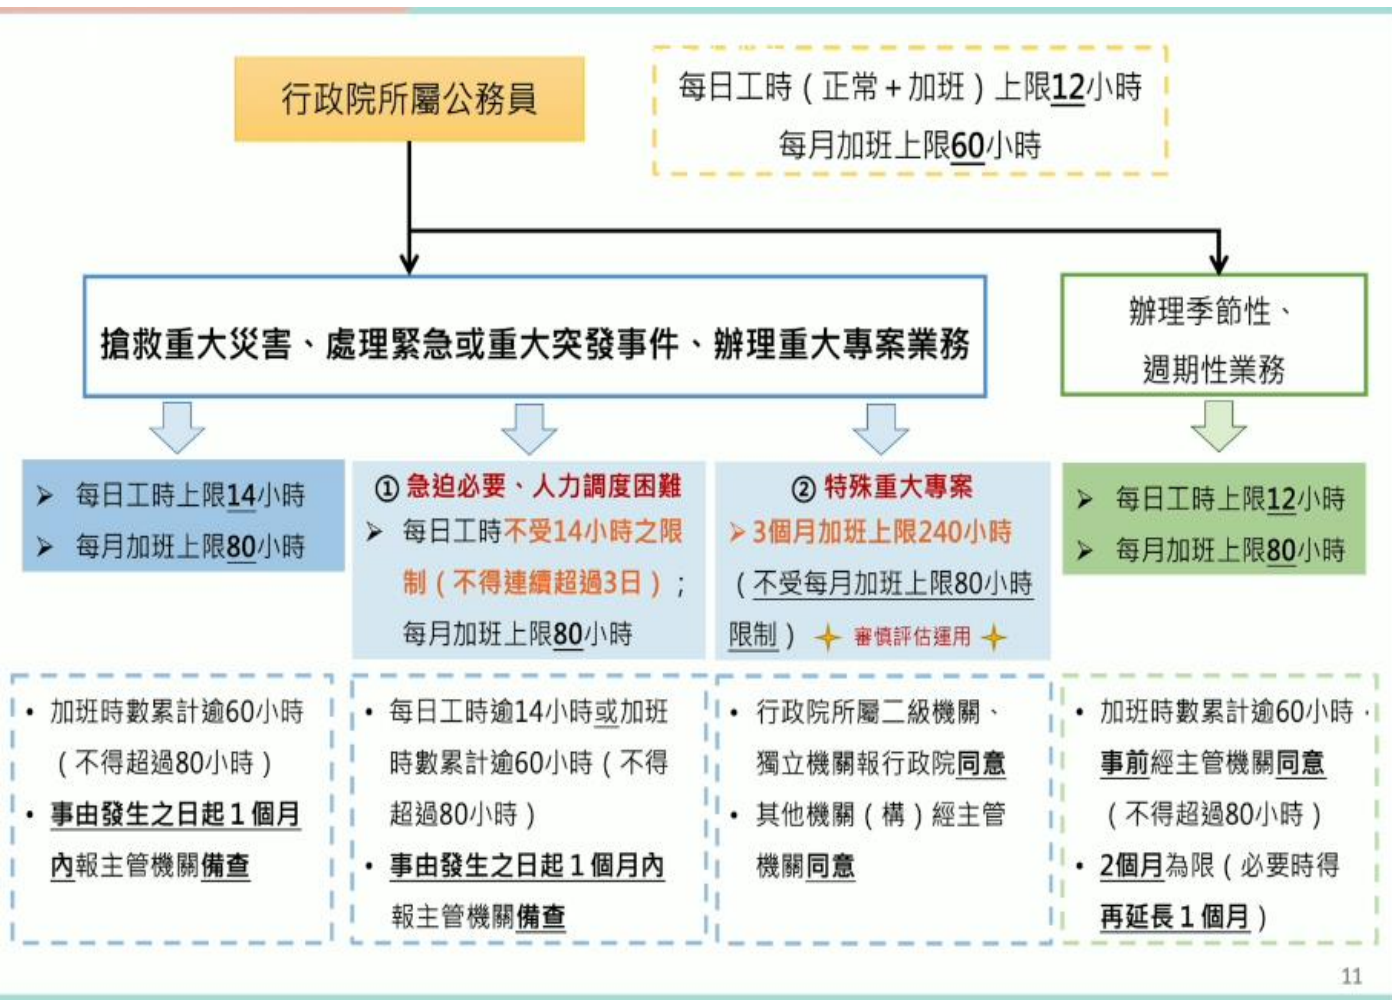 行政院所屬公務員
每日工時（正常+加班）上限12小時
每月加班上限60小時
搶救重大災害、處理緊急或重大突發事件、辦理重大專案業務
辦理季節性、
週期性業務
➢ 每日工時上限14小時
➢ 每月加班上限80小時
① 急迫必要、人力調度困難
➢ 每日工時不受14小時之限
制（不得連續超過3日）；
每月加班上限80小時
② 特殊重大專案
➢3個月加班上限240小時
（不受每月加班上限80小時
限制） 審慎評估運用
➢ 每日工時上限12小時
➢ 每月加班上限80小時
• 加班時數累計逾60小時
（不得超過80小時）
• 事由發生之日起1個月
內報主管機關備查
• 每日工時逾14小時或加班
時數累計逾60小時（不得
超過80小時）
• 事由發生之日起1個月內
報主管機關備查
• 行政院所屬二級機關、
獨立機關報行政院同意
• 其他機關（構）經主管
機關同意
• 加班時數累計逾60小時，
事前經主管機關同意
（不得超過80小時）
• 2個月為限（必要時得
再延長1個月）
11